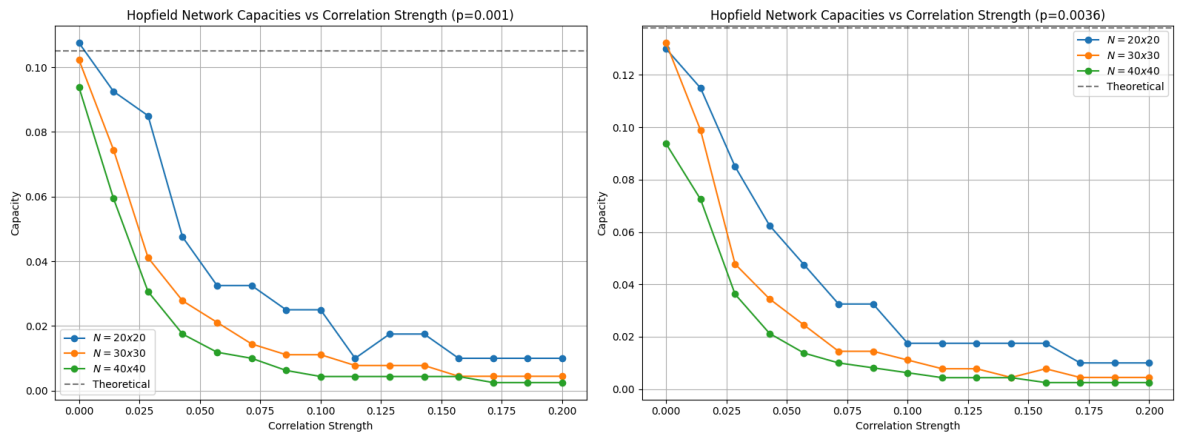 Hopfield Network Capacities vs Correlation Strength (p=0.001)
Capacity
0.10
0.08
0.06
0.04
0.02
0.00
N = 20x20
N = 30x30
N = 40x40
Theoretical
0.000 0.025 0.050 0.075 0.100 0.125 0.150 0.175 0.200
Correlation Strength
Hopfield Network Capacities vs Correlation Strength (p=0.0036)
Capacity
0.12
0.10
0.08
0.06
0.04
0.02
0.00
N = 20x20
N = 30x30
N = 40x40
Theoretical
0.000 0.025 0.050 0.075 0.100 0.125 0.150 0.175 0.200
Correlation Strength